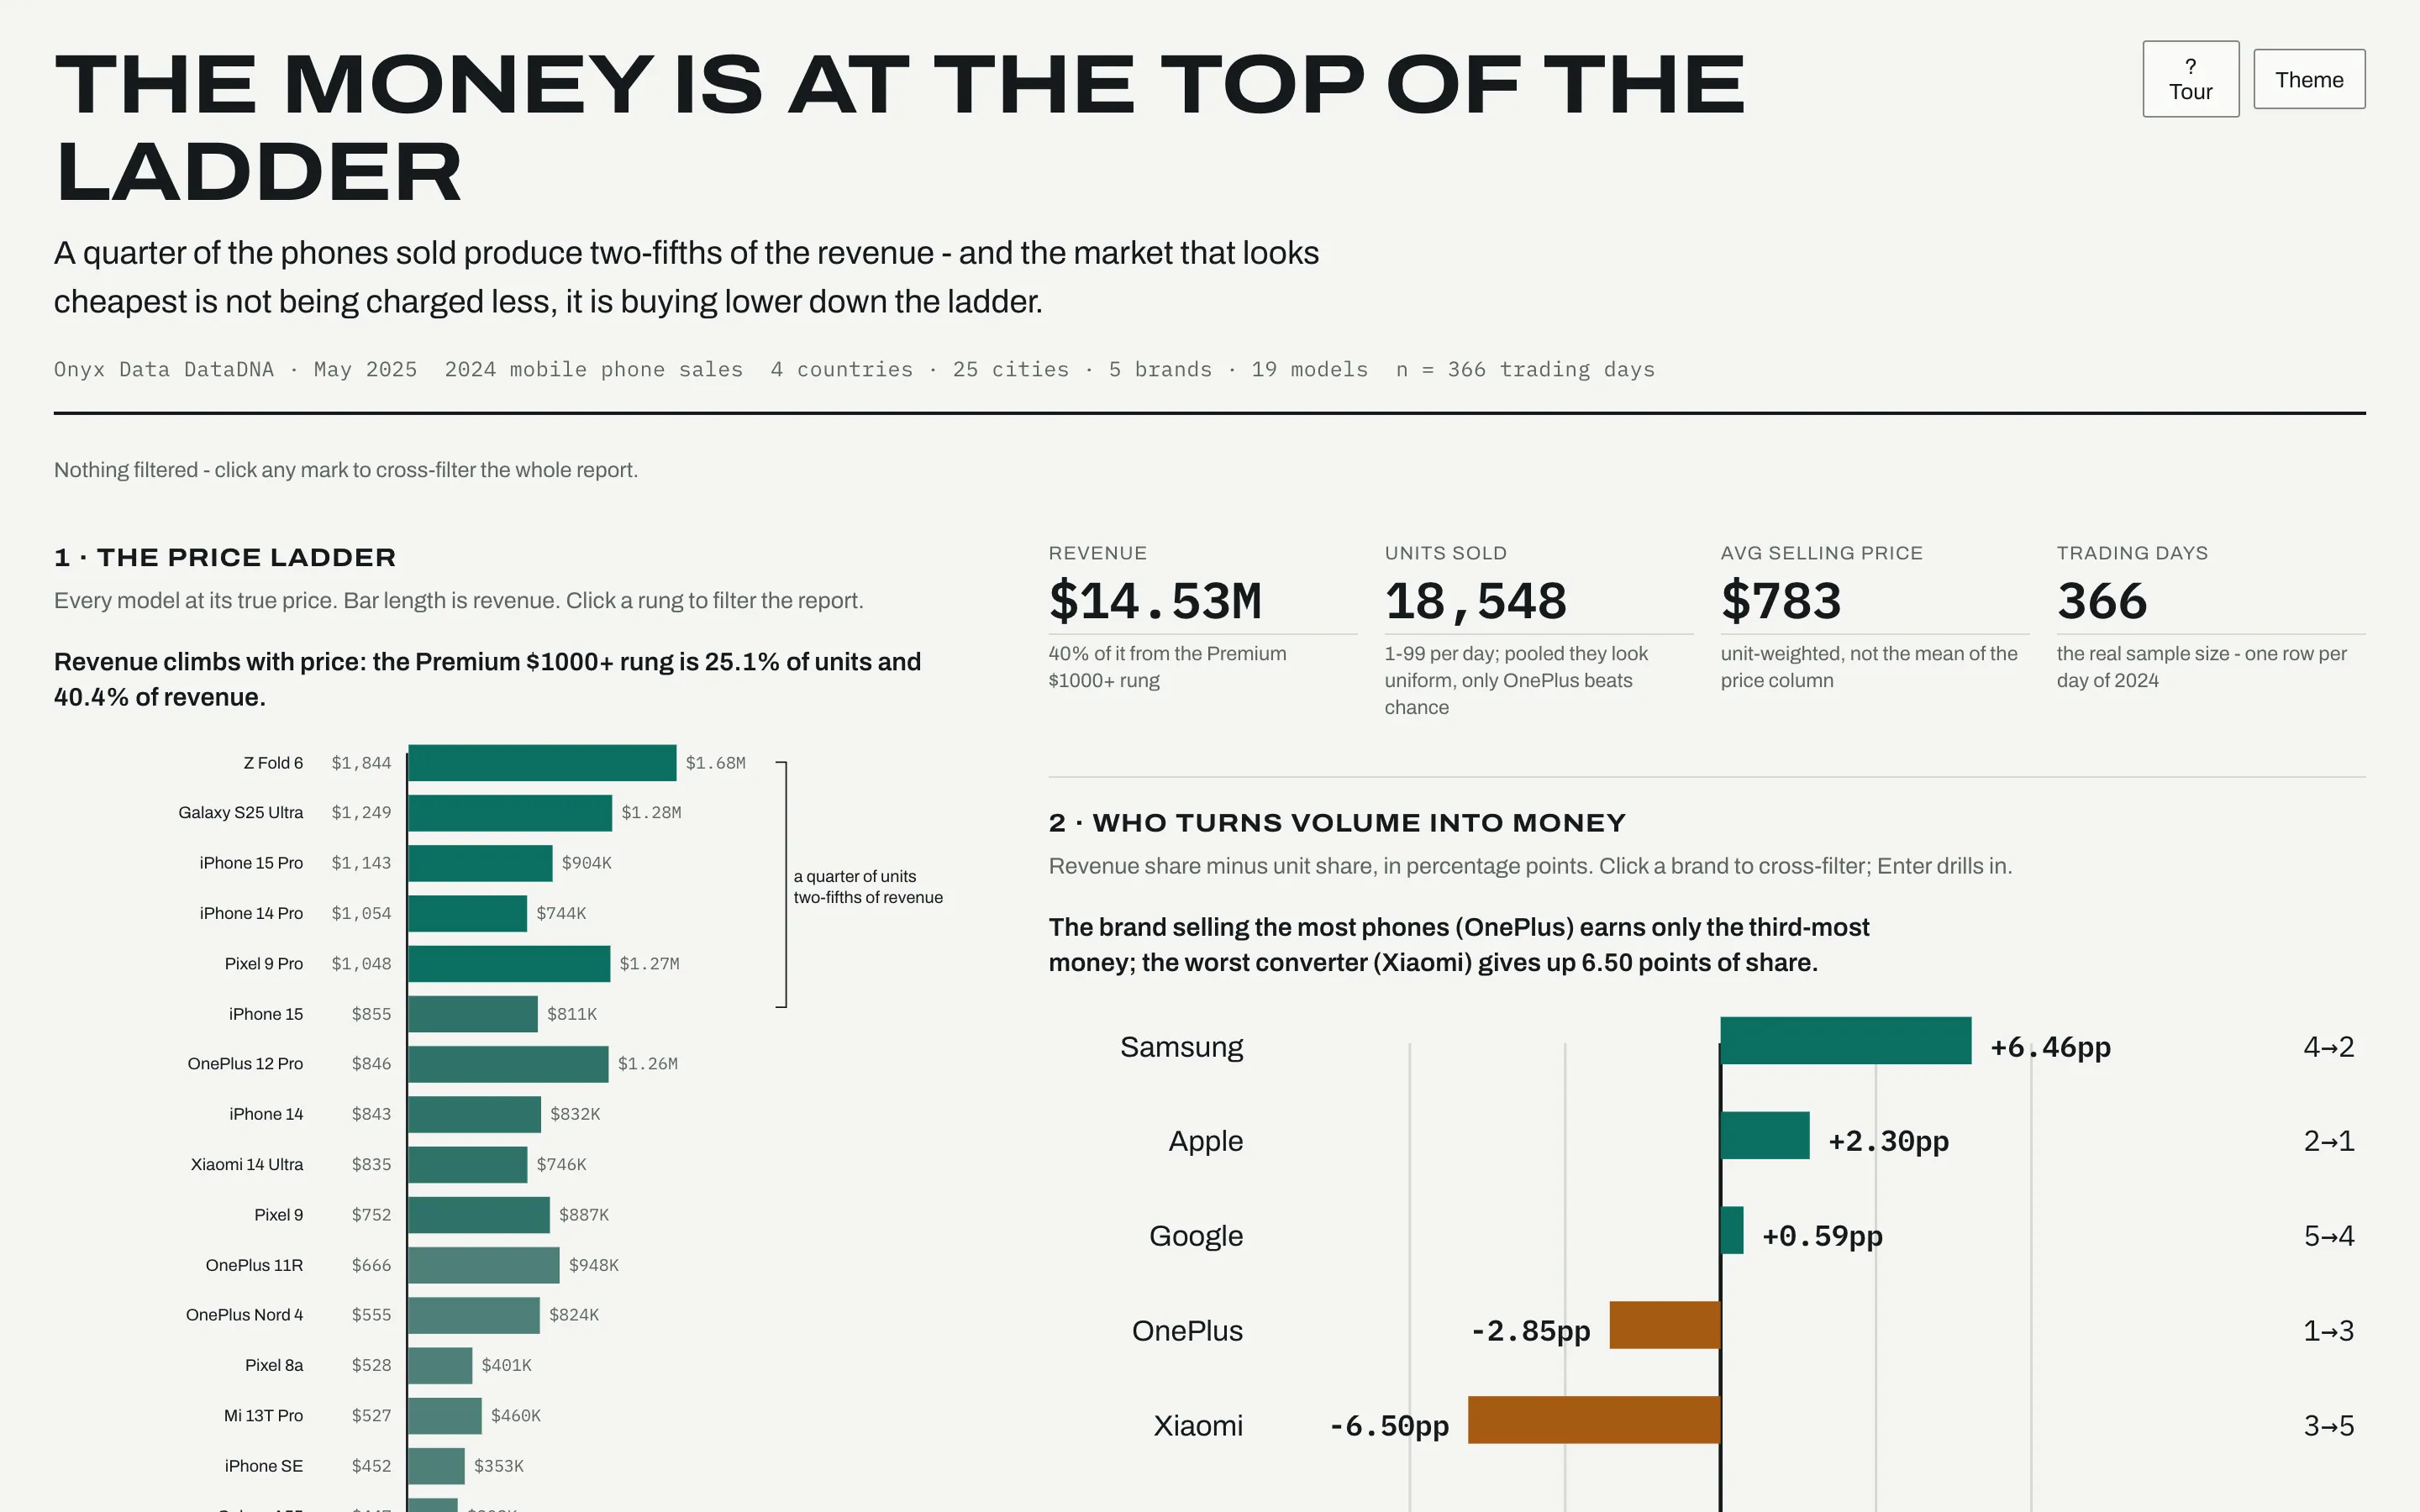 THE MONEY IS AT THE TOP OF THE
LADDER
? Tour
Theme
A quarter of the phones sold produce two-fifths of the revenue - and the market that looks
cheapest is not being charged less, it is buying lower down the ladder.
Onyx Data DataDNA · May 2025 2024 mobile phone sales 4 countries · 25 cities · 5 brands · 19 models n = 366 trading days
Nothing filtered - click any mark to cross-filter the whole report.
1 · THE PRICE LADDER
Every model at its true price. Bar length is revenue. Click a rung to filter the report.
Revenue climbs with price: the Premium $1000+ rung is 25.1% of units and
40.4% of revenue.
Z Fold 6 $1,844 $1.68M
Galaxy S25 Ultra $1,249 $1.28M
iPhone 15 Pro $1,143 $904K
a quarter of units
two-fifths of revenue
iPhone 14 Pro $1,054 $744K
Pixel 9 Pro $1,048 $1.27M
iPhone 15 $855 $811K
OnePlus 12 Pro $846 $1.26M
iPhone 14 $843 $832K
Xiaomi 14 Ultra $835 $746K
Pixel 9 $752 $887K
OnePlus 11R $666 $948K
OnePlus Nord 4 $555 $824K
Pixel 8a $528 $401K
Mi 13T Pro $527 $460K
iPhone SE $452 $353K
REVENUE
$14.53M
40% of it from the Premium
$1000+ rung
UNITS SOLD
18,548
1-99 per day; pooled they look
uniform, only OnePlus beats
chance
AVG SELLING PRICE
$783
unit-weighted, not the mean of the
price column
TRADING DAYS
366
the real sample size - one row per
day of 2024
2 · WHO TURNS VOLUME INTO MONEY
Revenue share minus unit share, in percentage points. Click a brand to cross-filter; Enter drills in.
The brand selling the most phones (OnePlus) earns only the third-most
money; the worst converter (Xiaomi) gives up 6.50 points of share.
Samsung +6.46pp 4→2
Apple +2.30pp 2→1
Google +0.59pp 5→4
OnePlus -2.85pp 1→3
Xiaomi -6.50pp 3→5